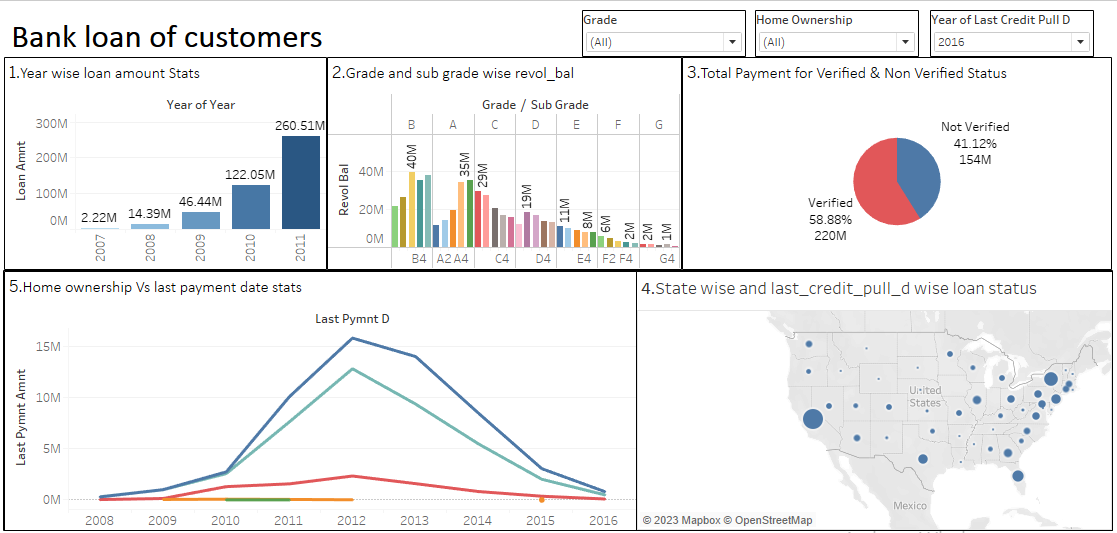 Bank loan of customers
Grade
(All)
Home Ownership
(All)
Year of Last Credit Pull D
2016
1.Year wise loan amount Stats
Year of Year
Loan Amnt
300M
200M
100M
0M
2.22M
14.39M
46.44M
122.05M
260.51M
2007
2008
2009
2010
2011
2.Grade and sub grade wise revol_bal
Grade / Sub Grade
B A C D E F G
Revol Bal
40M
20M
0M
40M
35M
29M
19M
11M
8M
6M
2M
2M
1M
B4 A2 A4 C4 D4 E4 F2 F4 G4
3.Total Payment for Verified & Non Verified Status
Not Verified
41.12%
154M
Verified
58.88%
220M
5.Home ownership Vs last payment date stats
Last Pymnt D
Last Pymnt Amnt
15M
10M
5M
0M
2008 2009 2010 2011 2012 2013 2014 2015 2016
4.State wise and last_credit_pull_d wise loan status
United
States
Mexico
© 2023 Mapbox © OpenStreetMap